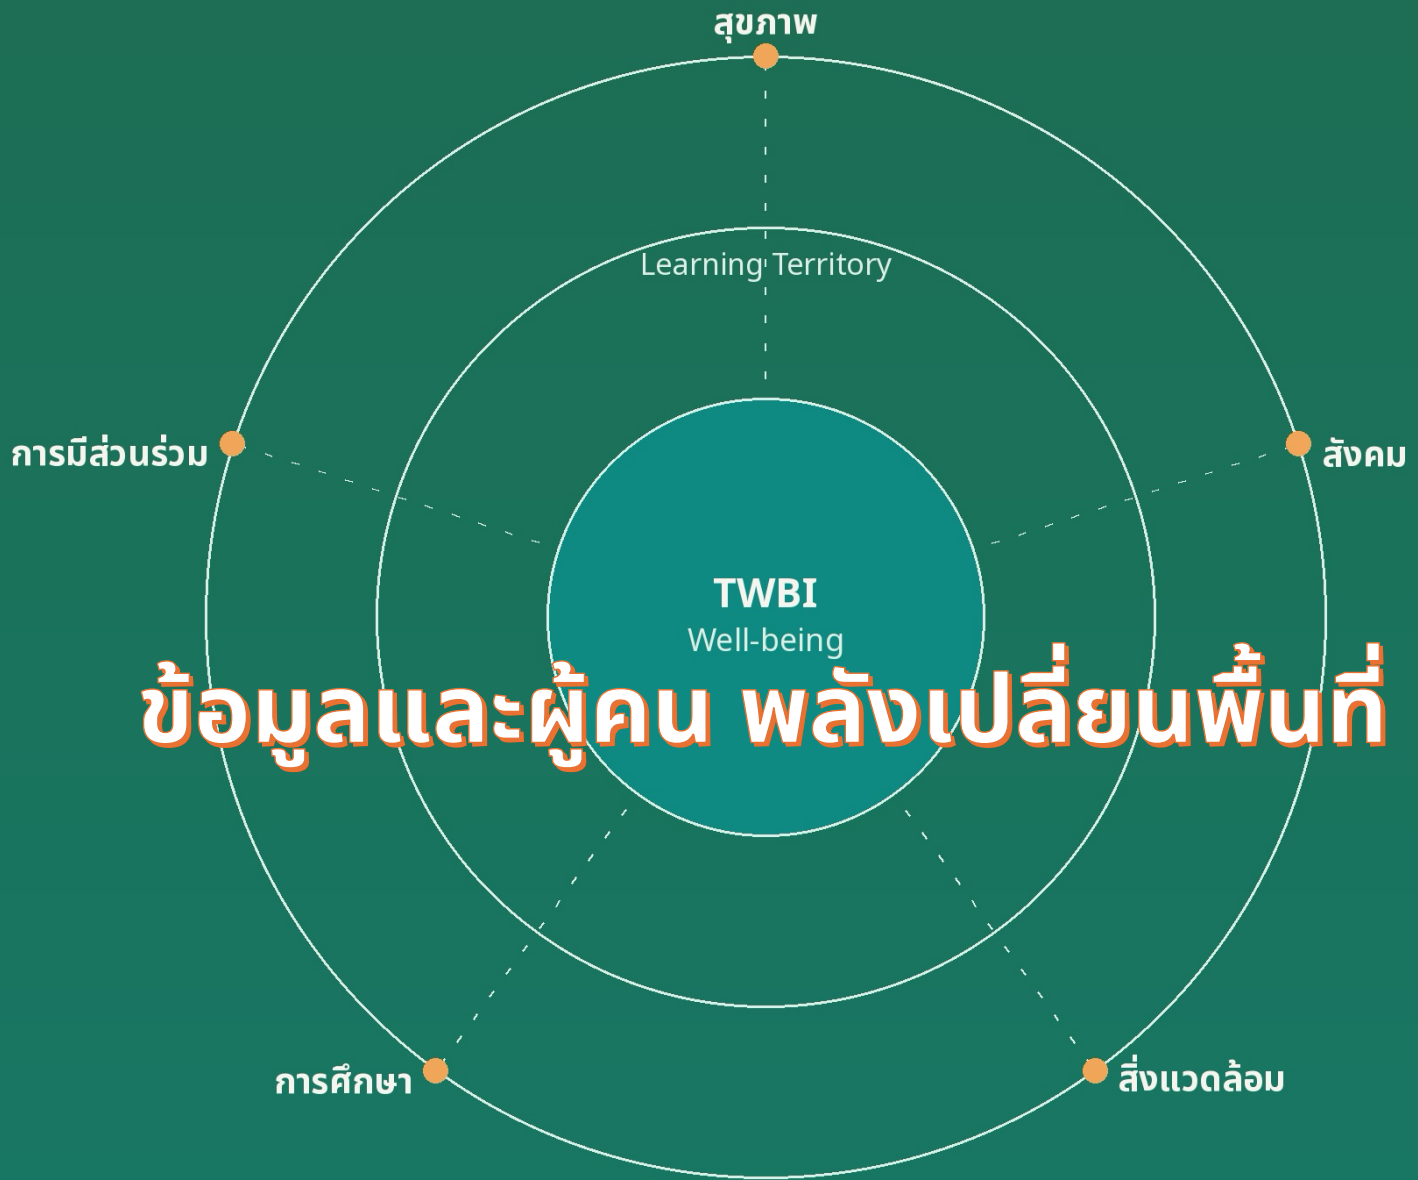 สุขภาพ
Learning Territory
การมีส่วนร่วม
สังคม
TWBI
Well-being
ข้อมูลและผู้คน พลังเปลี่ยนพื้นที่
การศึกษา
สิ่งแวดล้อม